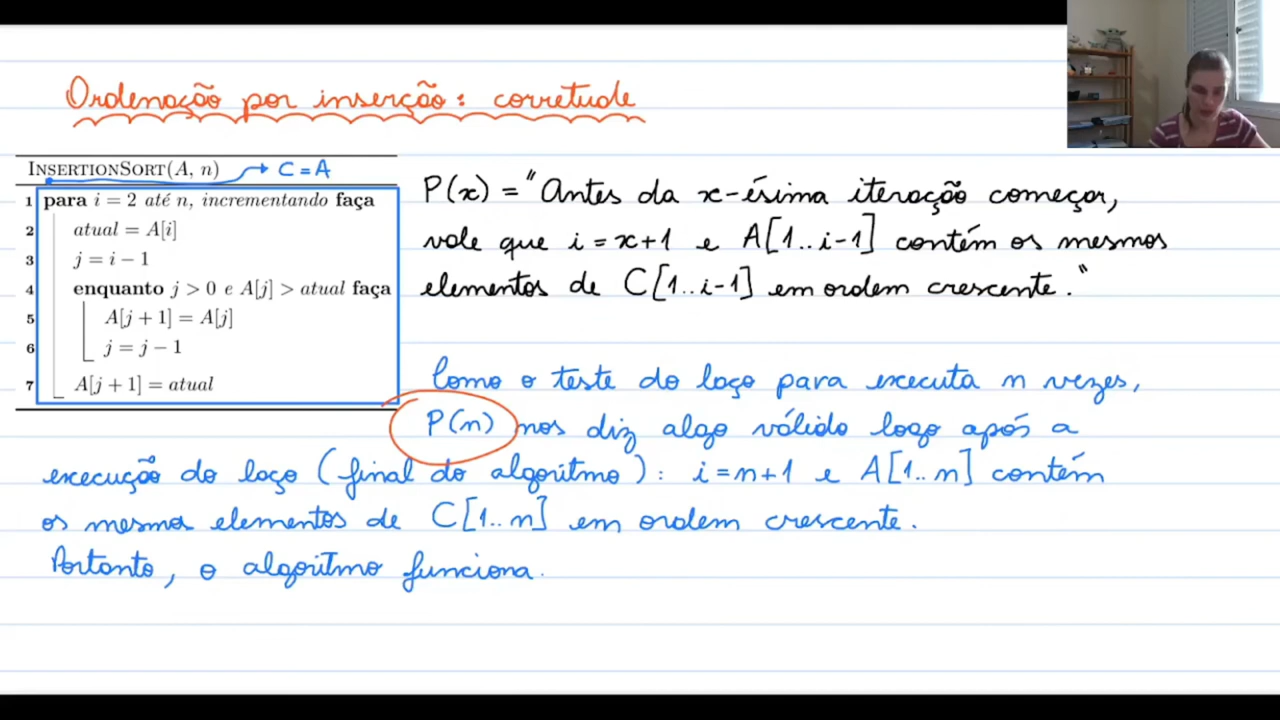 Ordenação por inserção: corretude
INSERTIONSORT(A, n) → C = A
1 para i = 2 até n, incrementando faça
2 atual = A[i]
3 j = i − 1
4 enquanto j > 0 e A[j] > atual faça
5 A[j + 1] = A[j]
6 j = j − 1
7 A[j + 1] = atual
P(x) = "Antes da x-ésima iteração começar,
vale que i = x+1 e A[1..i-1] contém os mesmos
elementos de C[1..i-1] em ordem crescente."
Como o teste do laço para executa n vezes,
P(n) nos diz algo válido logo após a
execução do laço (final do algoritmo): i = n+1 e A[1..n] contém
os mesmos elementos de C[1..n] em ordem crescente.
Portanto, o algoritmo funciona.